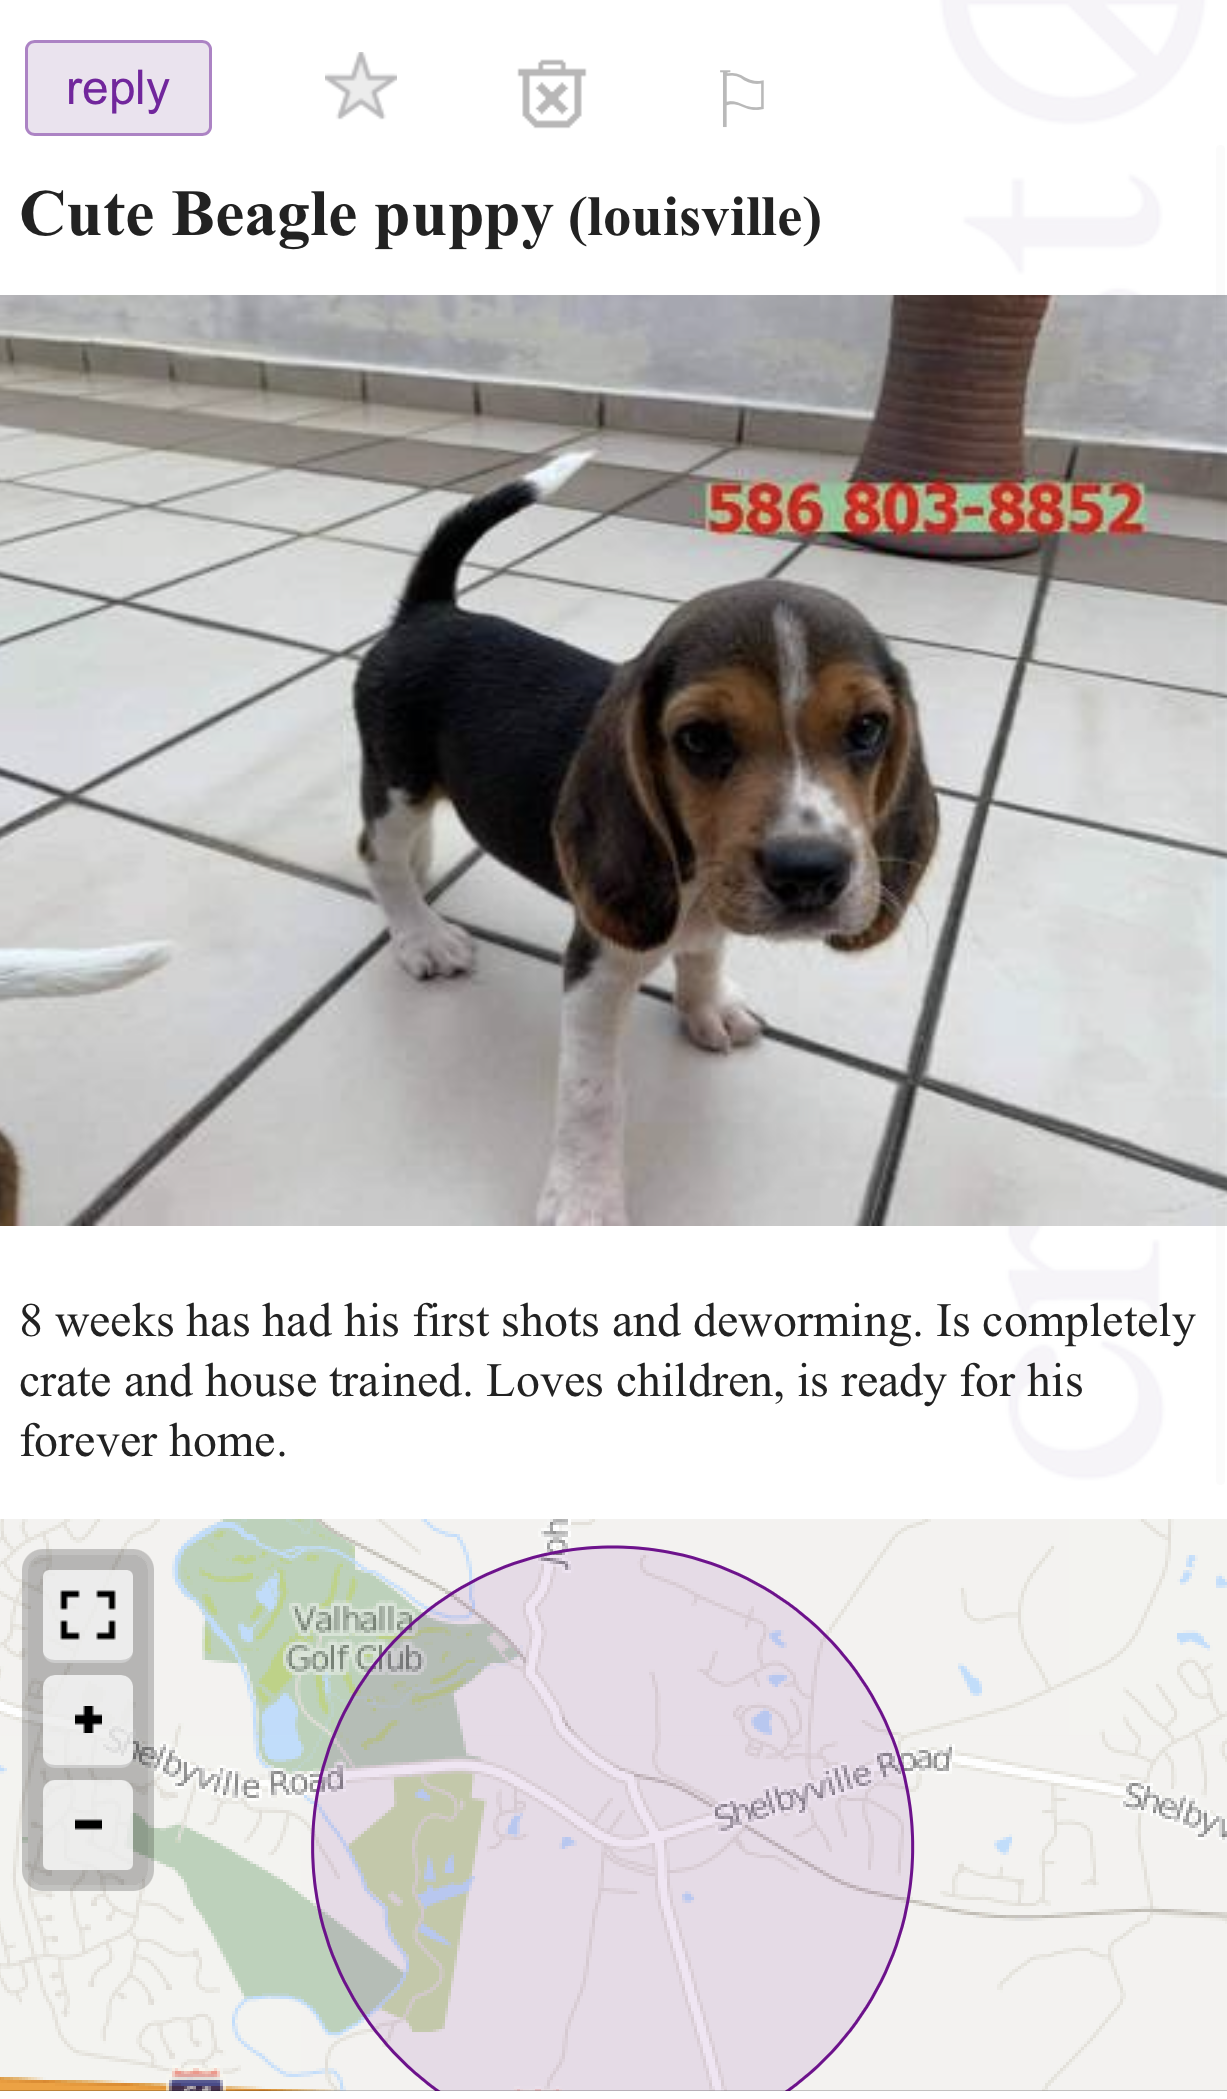 reply
Cute Beagle puppy (louisville)
586 803-8852
8 weeks has had his first shots and deworming. Is completely
crate and house trained. Loves children, is ready for his
forever home.
Valhalla
Golf Club
Shelbyville Road
Shelbyville Road